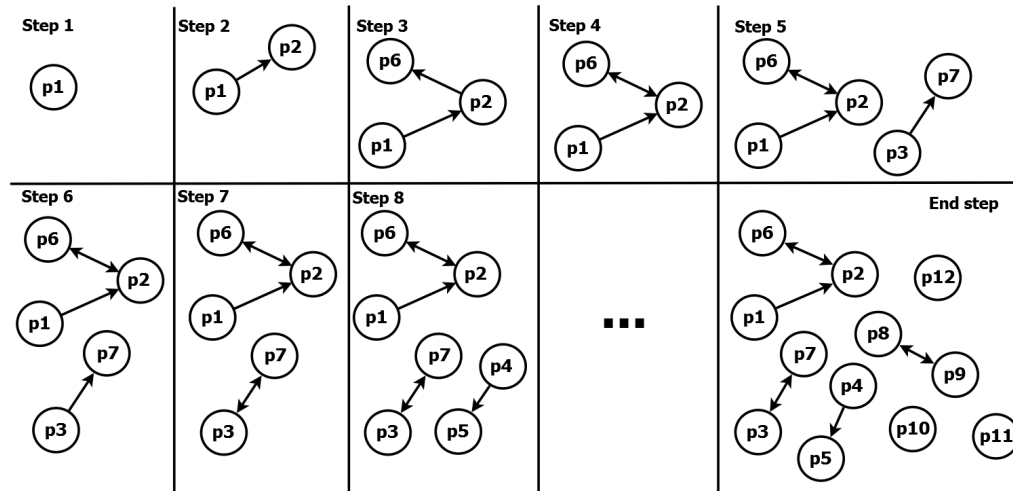 Step 1
p1
Step 2
p2
p1
Step 3
p6
p2
p1
Step 4
p6
p2
p1
Step 5
p6
p7
p2
p1
p3
Step 6
p6
p2
p1
p7
p3
Step 7
p6
p2
p1
p7
p3
Step 8
p6
p2
p1
p7
p4
p3
p5
...
End step
p6
p2
p12
p1
p8
p7
p9
p4
p3
p10
p11
p5